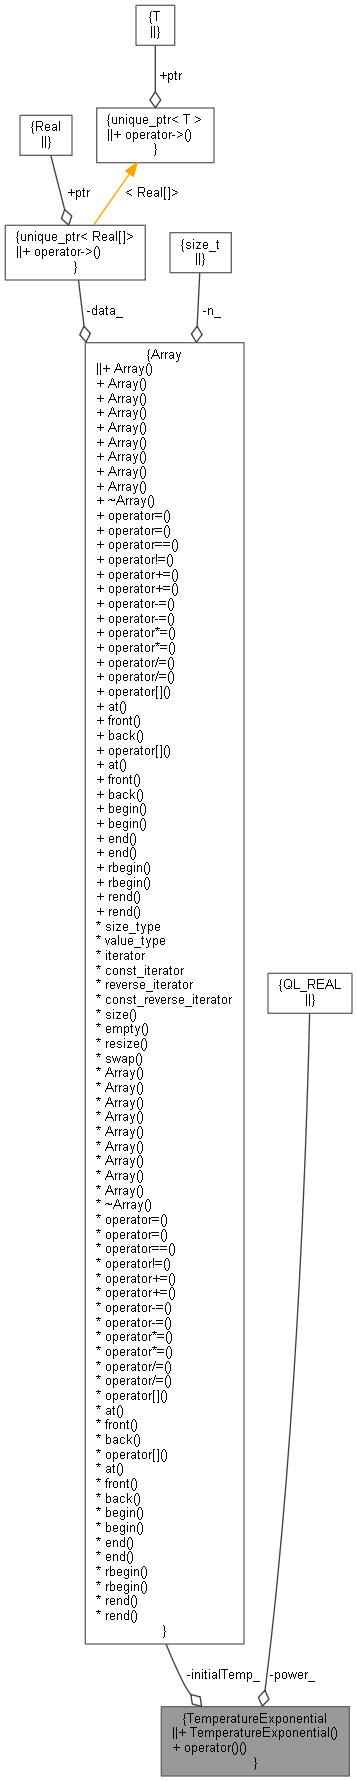 {T
||}
+ptr
{unique_ptr< T >
||+ operator->()
}
{Real
||}
+ptr
< Real[]>
{unique_ptr< Real[]>
||+ operator->()
}
{size_t
||}
-data_
-n_
{Array
||+ Array()
+ Array()
+ Array()
+ Array()
+ Array()
+ Array()
+ Array()
+ Array()
+ Array()
+ ~Array()
+ operator=()
+ operator=()
+ operator==()
+ operator!=()
+ operator+=()
+ operator+=()
+ operator-=()
+ operator-=()
+ operator*=()
+ operator*=()
+ operator/=()
+ operator/=()
+ operator[]()
+ at()
+ front()
+ back()
+ operator[]()
+ at()
+ front()
+ back()
+ begin()
+ begin()
+ end()
+ end()
+ rbegin()
+ rbegin()
+ rend()
+ rend()
* size_type
* value_type
* iterator
* const_iterator
* reverse_iterator
* const_reverse_iterator
* size()
* empty()
* resize()
* swap()
* Array()
* Array()
* Array()
* Array()
* Array()
* Array()
* Array()
* Array()
* Array()
* ~Array()
* operator=()
* operator=()
* operator==()
* operator!=()
* operator+=()
* operator+=()
* operator-=()
* operator-=()
* operator*=()
* operator*=()
* operator/=()
* operator/=()
* operator[]()
* at()
* front()
* back()
* operator[]()
* at()
* front()
* back()
* begin()
* begin()
* end()
* end()
* rbegin()
* rbegin()
* rend()
* rend()
}
{QL_REAL
||}
-initialTemp_
-power_
{TemperatureExponential
||+ TemperatureExponential()
+ operator()()
}